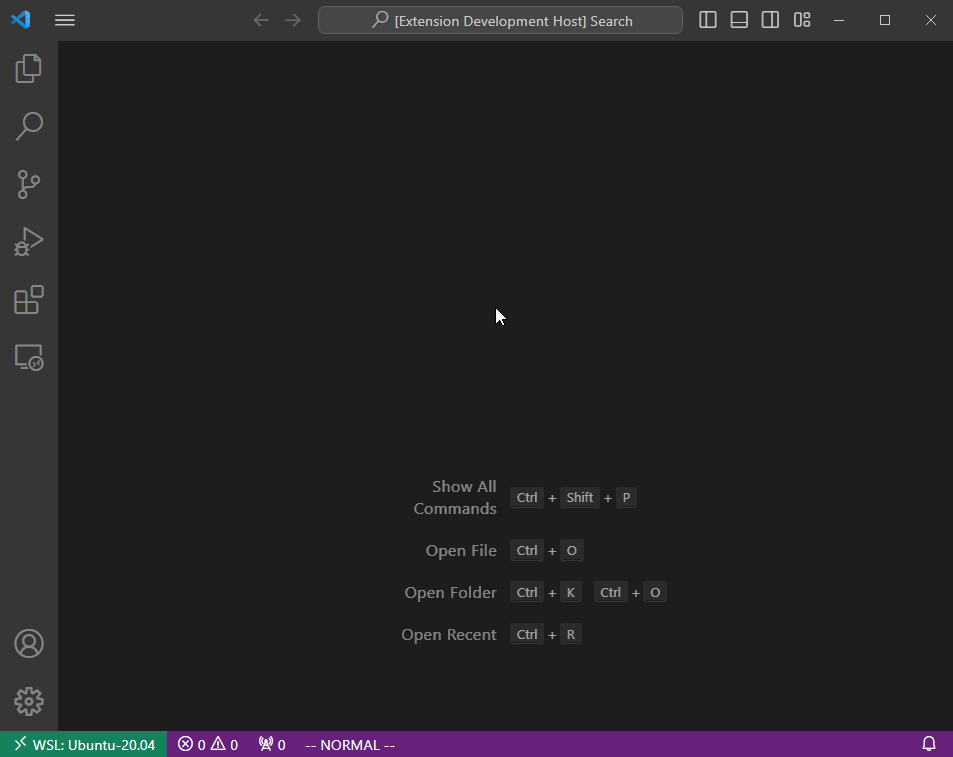 [Extension Development Host] Search
Show All
Commands
Ctrl + Shift + P
Open File Ctrl + O
Open Folder Ctrl + K Ctrl + O
Open Recent Ctrl + R
WSL: Ubuntu-20.04 0 0 0 -- NORMAL --